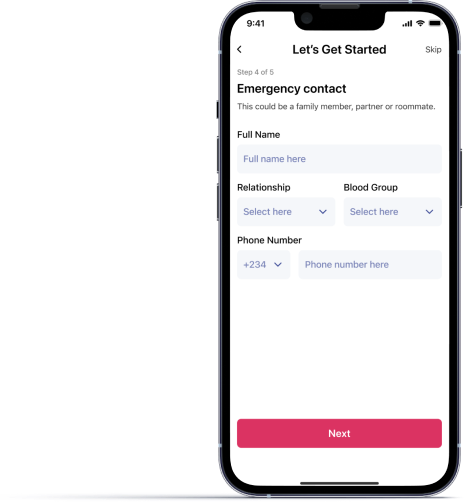 9:41
Let's Get Started
Skip
Step 4 of 5
Emergency contact
This could be a family member, partner or roommate.
Full Name
Full name here
Relationship Blood Group
Select here Select here
Phone Number
+234 Phone number here
Next